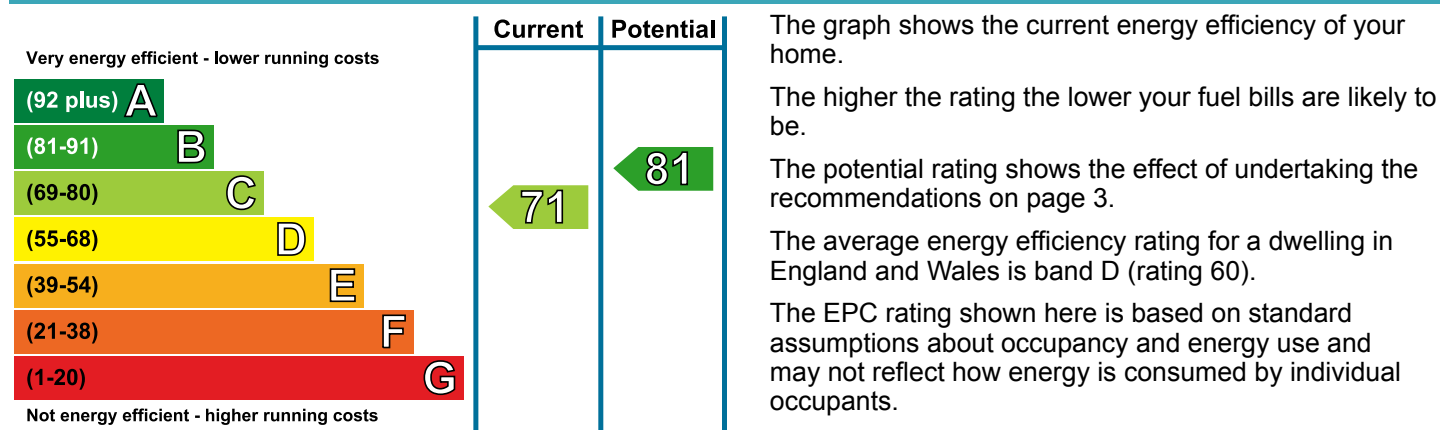 Current Potential
Very energy efficient - lower running costs
(92 plus) A
(81-91) B
(69-80) C
(55-68) D
(39-54) E
(21-38) F
(1-20) G
Not energy efficient - higher running costs
71
81
The graph shows the current energy efficiency of your
home.
The higher the rating the lower your fuel bills are likely to
be.
The potential rating shows the effect of undertaking the
recommendations on page 3.
The average energy efficiency rating for a dwelling in
England and Wales is band D (rating 60).
The EPC rating shown here is based on standard
assumptions about occupancy and energy use and
may not reflect how energy is consumed by individual
occupants.